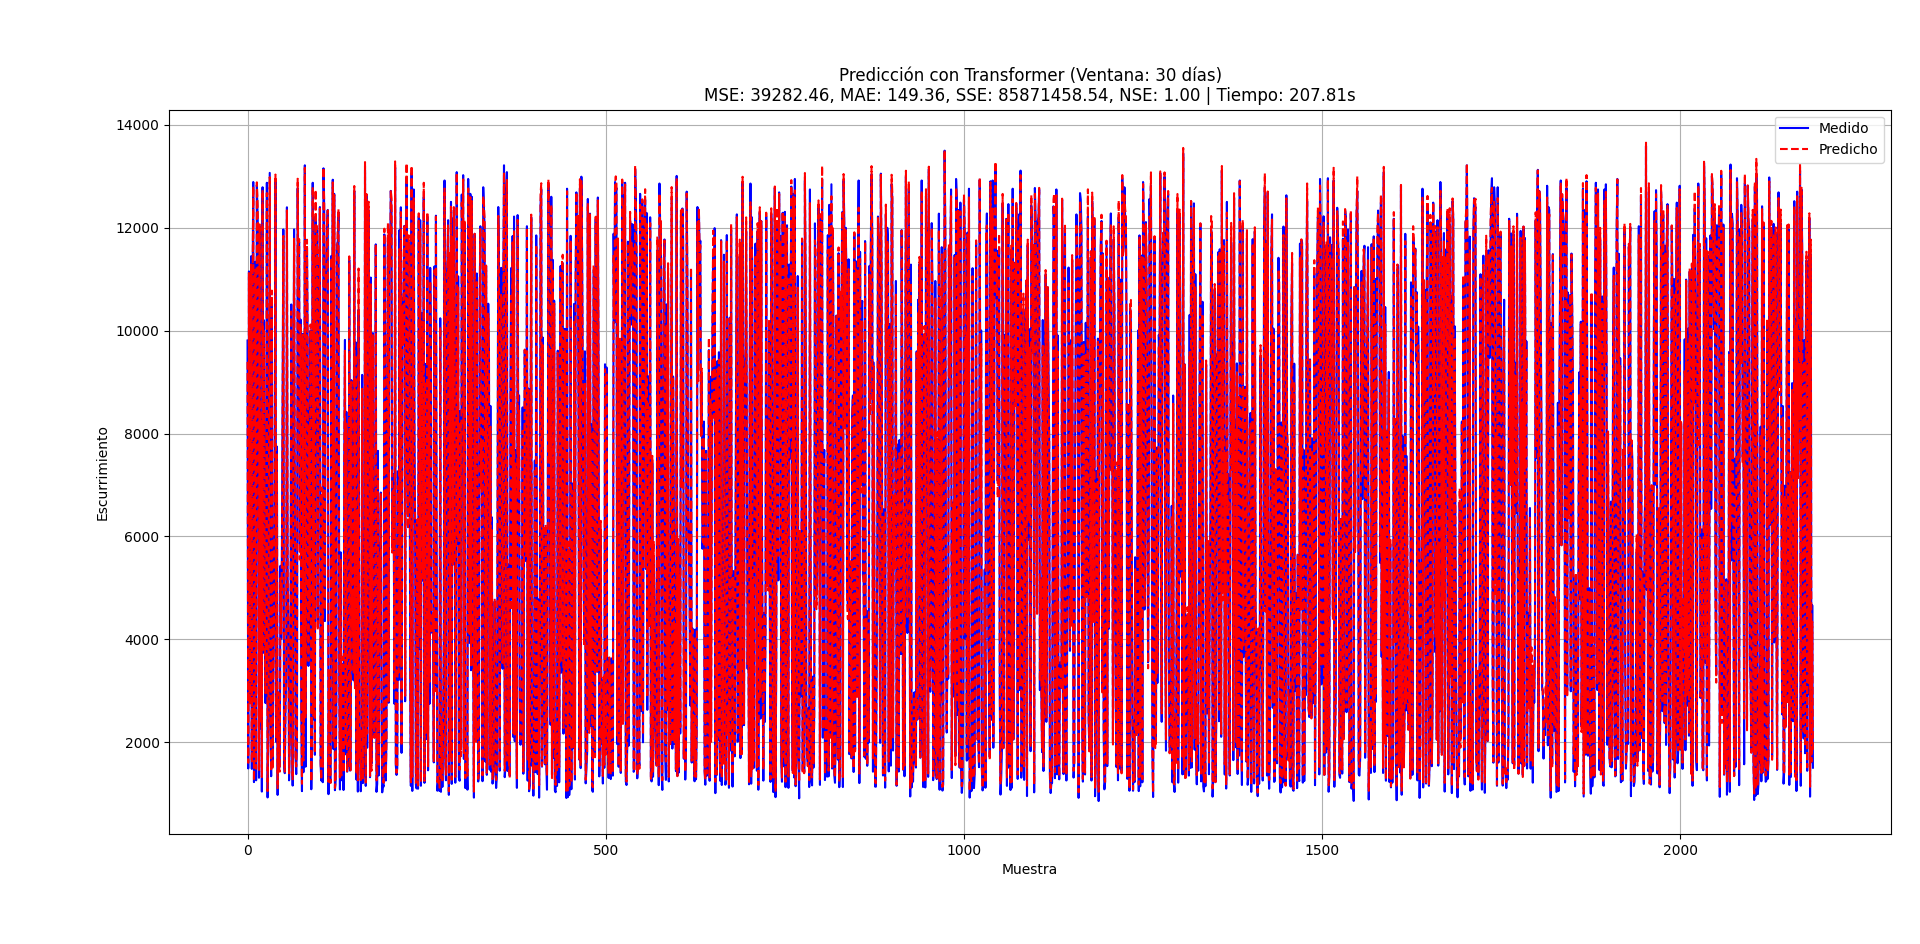 Predicción con Transformer (Ventana: 30 días)
MSE: 39282.46, MAE: 149.36, SSE: 85871458.54, NSE: 1.00 | Tiempo: 207.81s
Medido
Predicho
14000
12000
10000
8000
6000
4000
2000
Escurrimiento
0
500
1000
1500
2000
Muestra